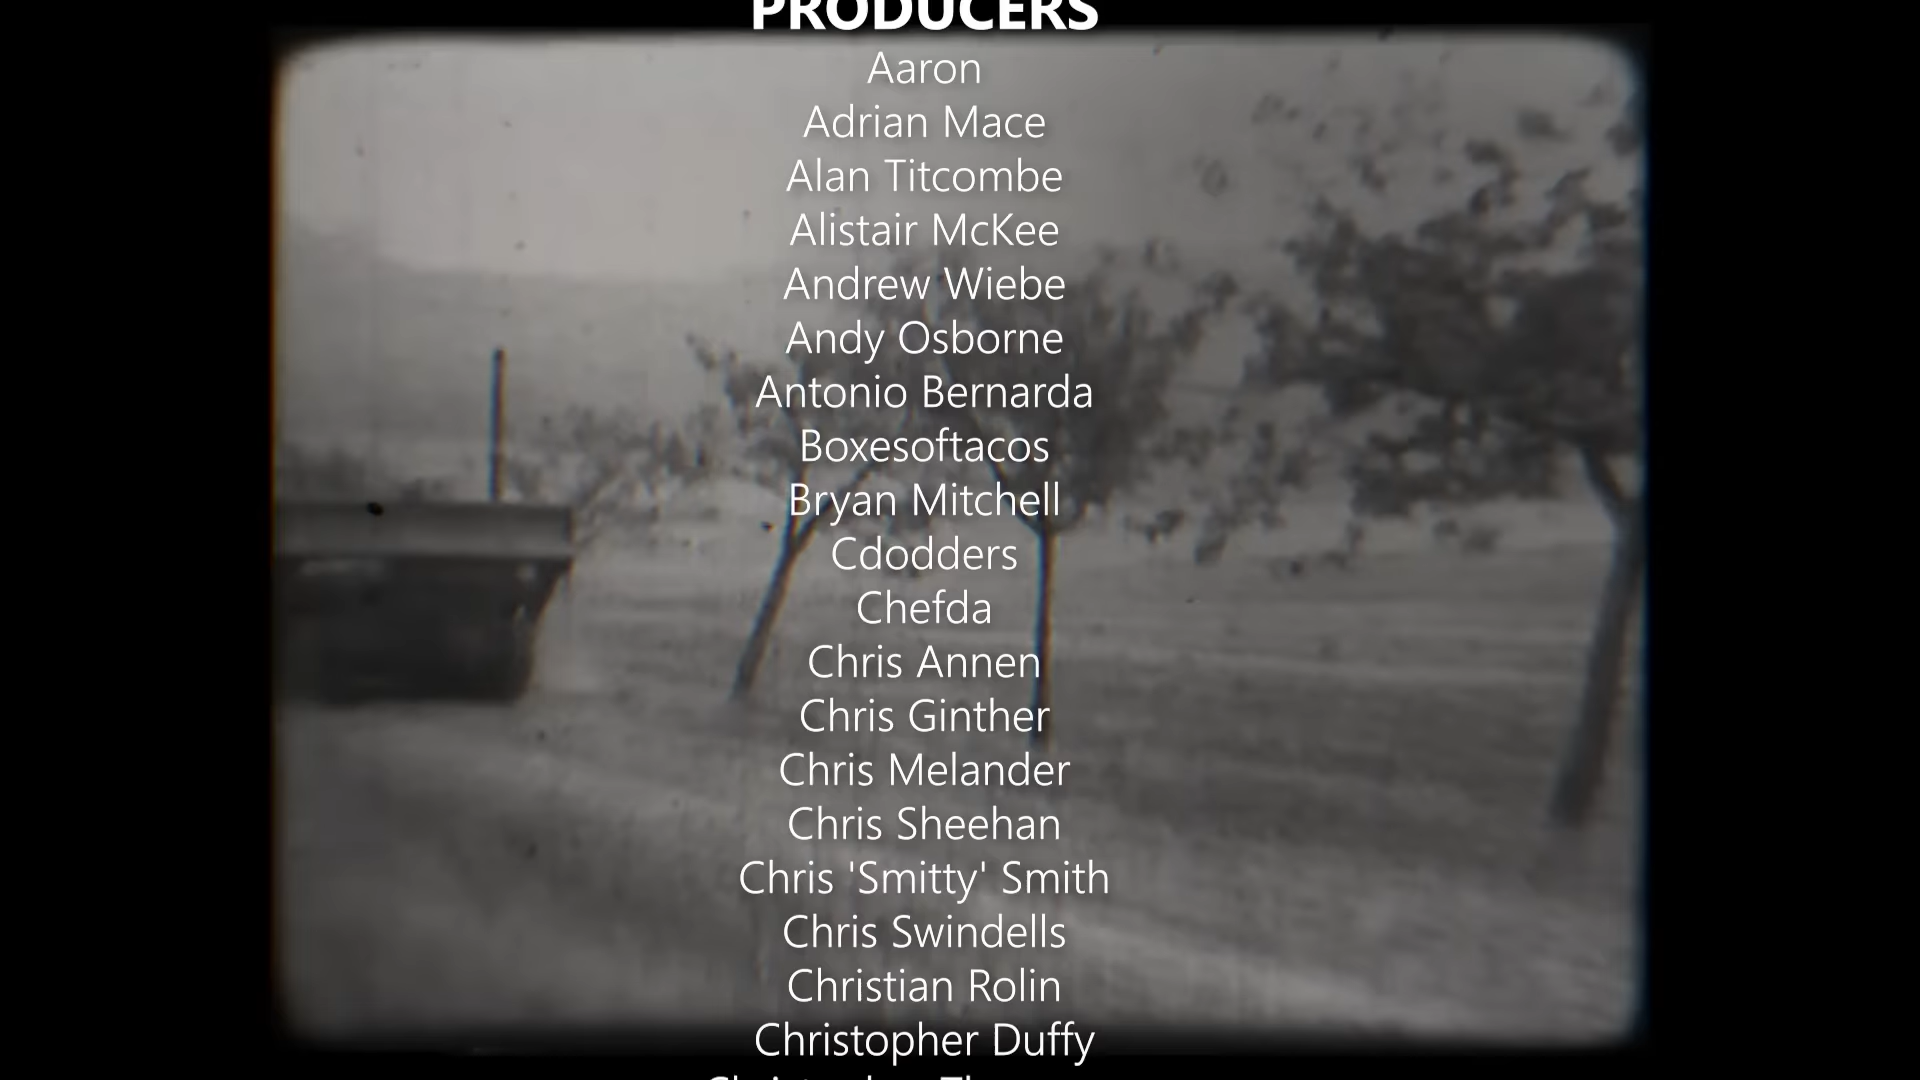 PRODUCERS
Aaron
Adrian Mace
Alan Titcombe
Alistair McKee
Andrew Wiebe
Andy Osborne
Antonio Bernarda
Boxesoftacos
Bryan Mitchell
Cdodders
Chefda
Chris Annen
Chris Ginther
Chris Melander
Chris Sheehan
Chris 'Smitty' Smith
Chris Swindells
Christian Rolin
Christopher Duffy